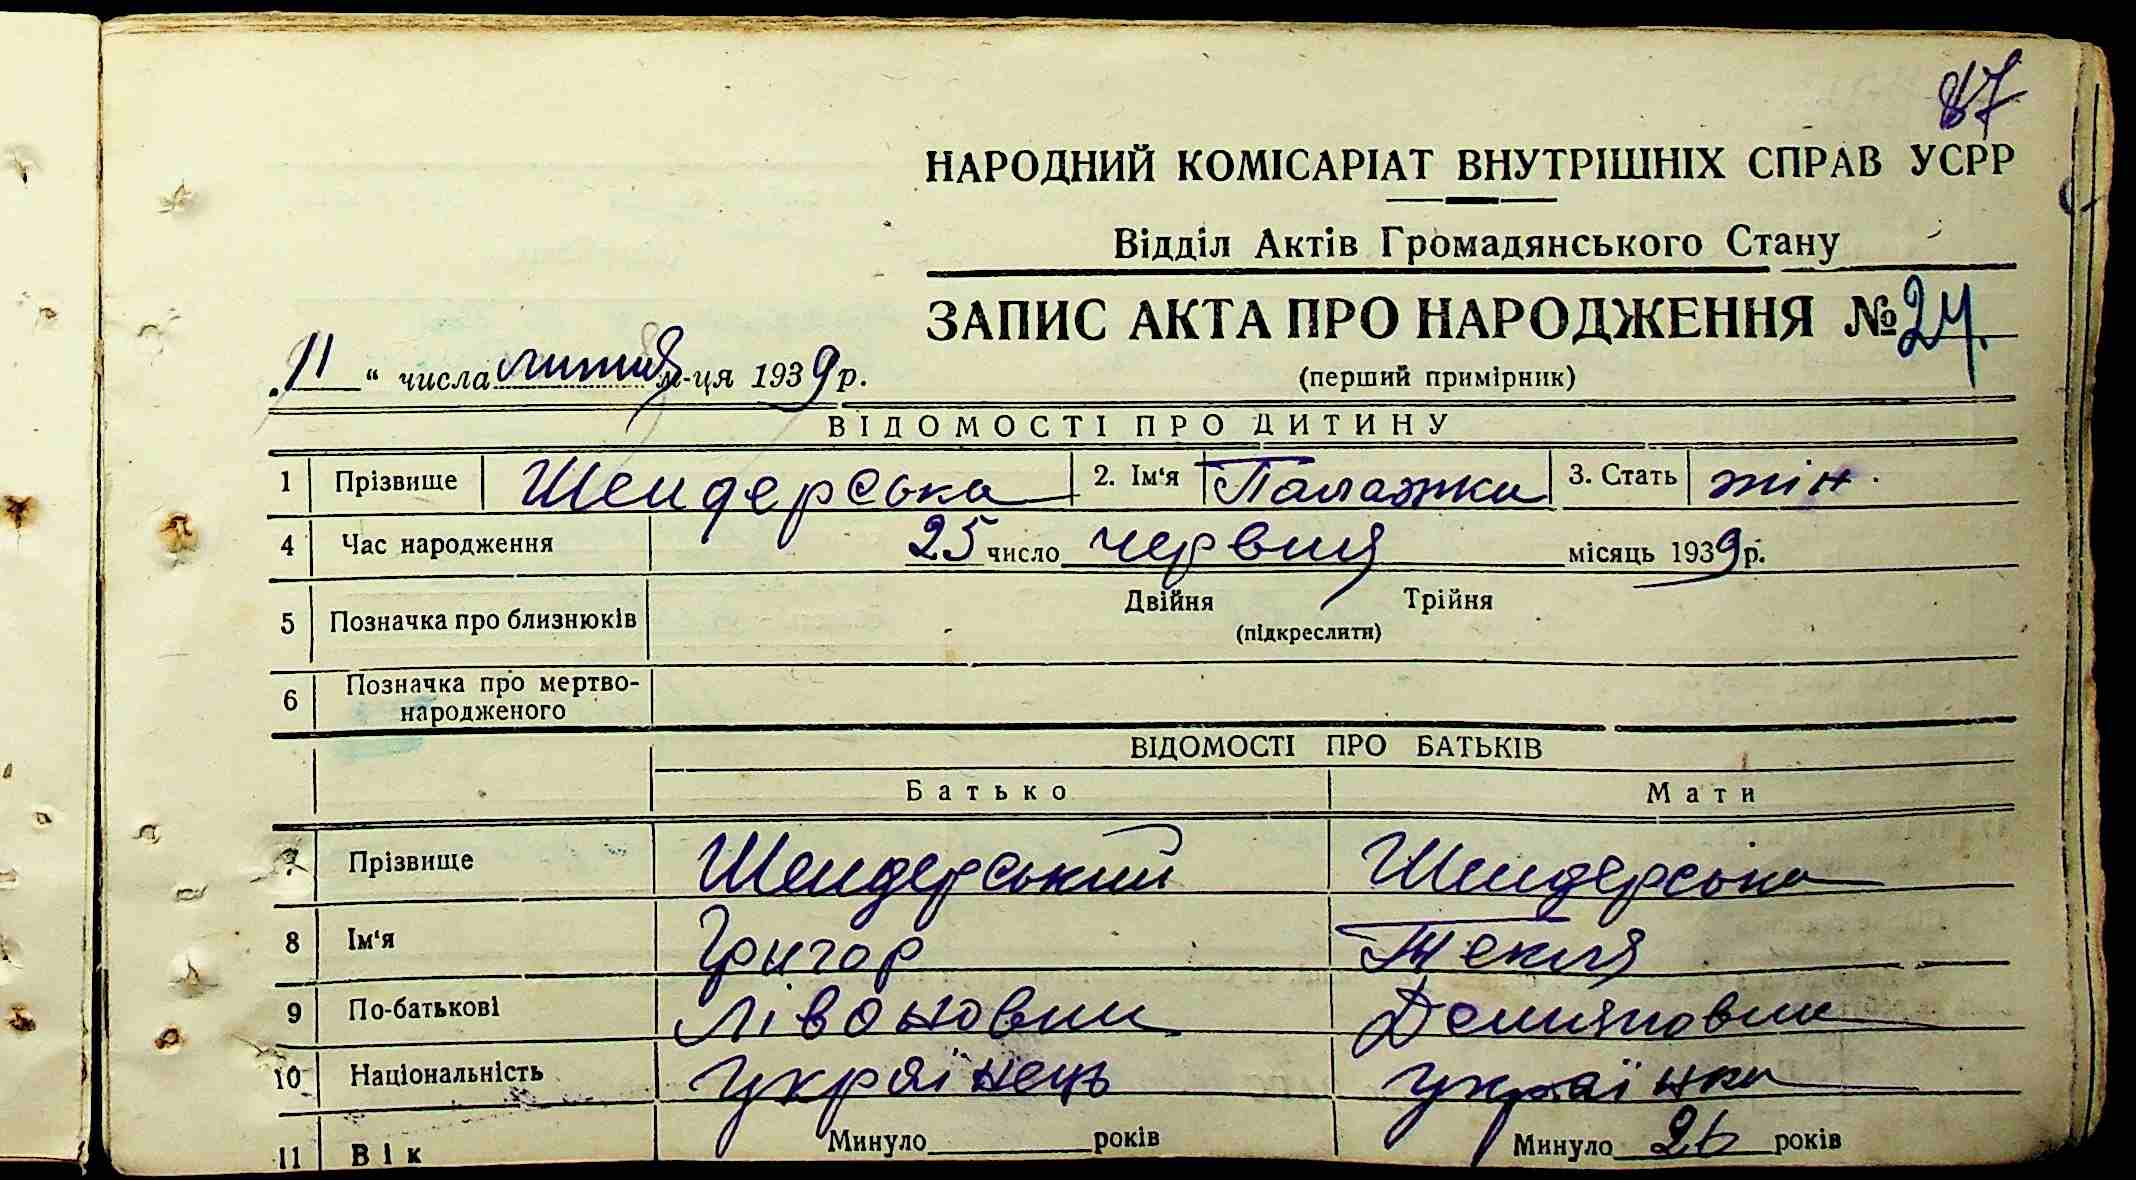 87
НАРОДНИЙ КОМІСАРІАТ ВНУТРІШНІХ СПРАВ УСРР
Відділ Актів Громадянського Стану
ЗАПИС АКТА ПРО НАРОДЖЕННЯ № 24.
„11“ числа липня м-ця 1939 р.
(перший примірник)
ВІДОМОСТІ ПРО ДИТИНУ
1 Прізвище Шендерська 2. Ім'я Палажка 3. Стать жін.
4 Час народження 25 число червня місяць 1939 р.
5 Позначка про близнюків Двійня Трійня
(підкреслити)
6 Позначка про мертво-
народженого
ВІДОМОСТІ ПРО БАТЬКІВ
Батько Мати
7 Прізвище Шендерський Шендерська
8 Ім'я Григор Текля
9 По-батькові
10 Національність українець українка
11 Вік Минуло років Минуло 26 років